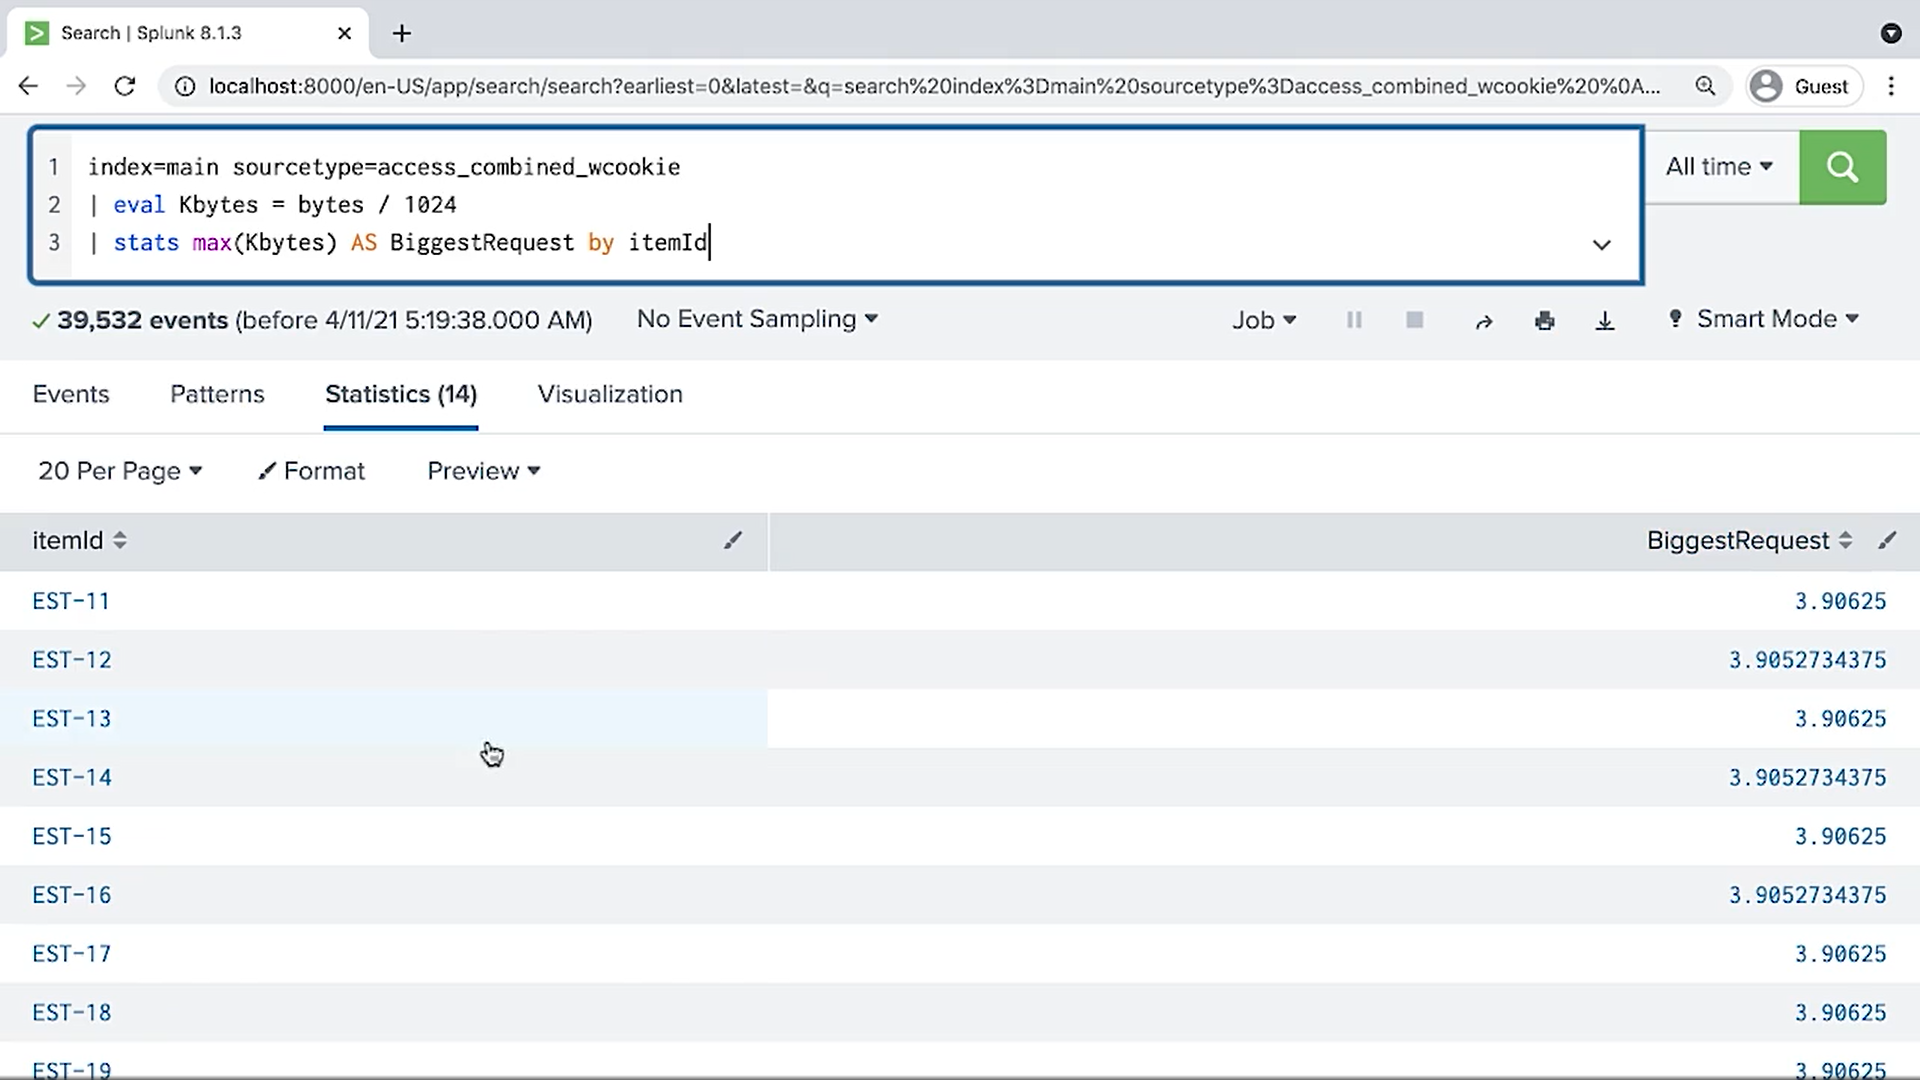 Search | Splunk 8.1.3
localhost:8000/en-US/app/search/search?earliest=0&latest=&q=search%20index%3Dmain%20sourcetype%3Daccess_combined_wcookie%20%0A...
Guest
1 index=main sourcetype=access_combined_wcookie
2 | eval Kbytes = bytes / 1024
3 | stats max(Kbytes) AS BiggestRequest by itemId
All time
39,532 events (before 4/11/21 5:19:38.000 AM)
No Event Sampling
Job
Smart Mode
Events Patterns Statistics (14) Visualization
20 Per Page Format Preview
itemId BiggestRequest
EST-11 3.90625
EST-12 3.9052734375
EST-13 3.90625
EST-14 3.9052734375
EST-15 3.90625
EST-16 3.9052734375
EST-17 3.90625
EST-18 3.90625
EST-19 3.90625